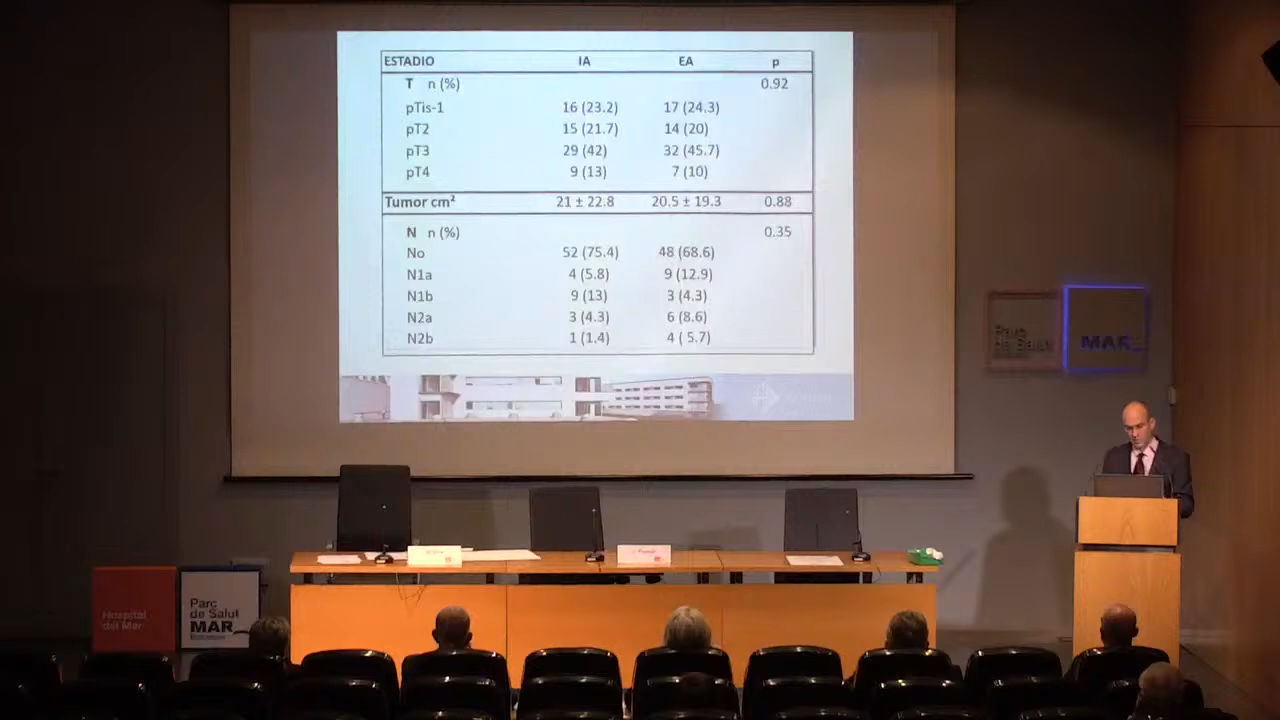 ESTADIO IA EA p
T n (%) 0.92
pTis-1 16 (23.2) 17 (24.3)
pT2 15 (21.7) 14 (20)
pT3 29 (42) 32 (45.7)
pT4 9 (13) 7 (10)
Tumor cm² 21 ± 22.8 20.5 ± 19.3 0.88
N n (%) 0.35
No 52 (75.4) 48 (68.6)
N1a 4 (5.8) 9 (12.9)
N1b 9 (13) 3 (4.3)
N2a 3 (4.3) 6 (8.6)
N2b 1 (1.4) 4 ( 5.7)
Parc
de Salut
MAR
Hospital
del Mar
Parc
de Salut
MAR
Barcelona